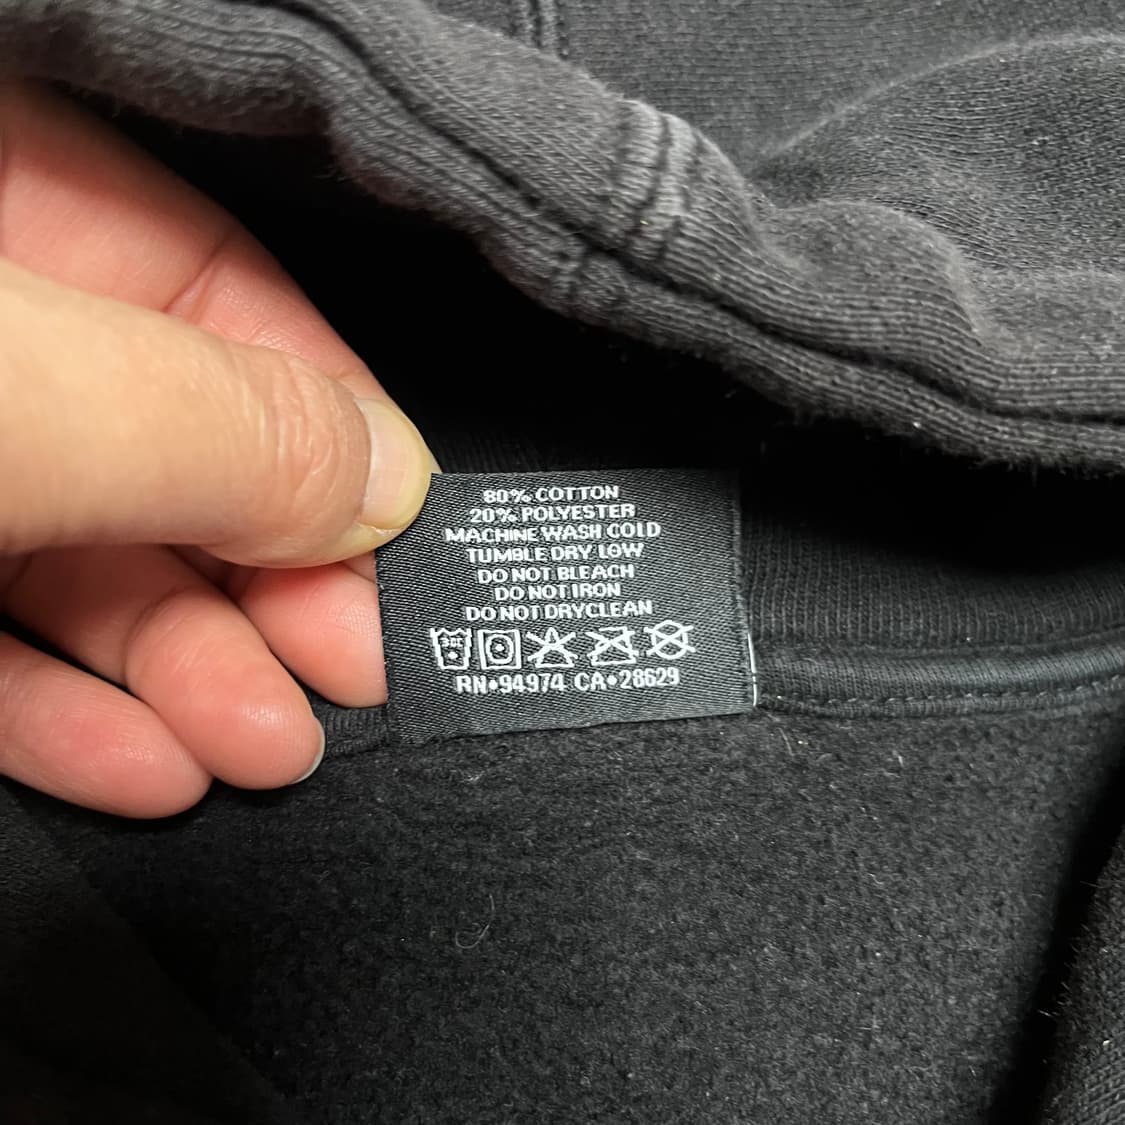 80% COTTON
20% POLYESTER
MACHINE WASH COLD
TUMBLE DRY LOW
DO NOT BLEACH
DO NOT IRON
DO NOT DRYCLEAN
RN•94974 CA•28629